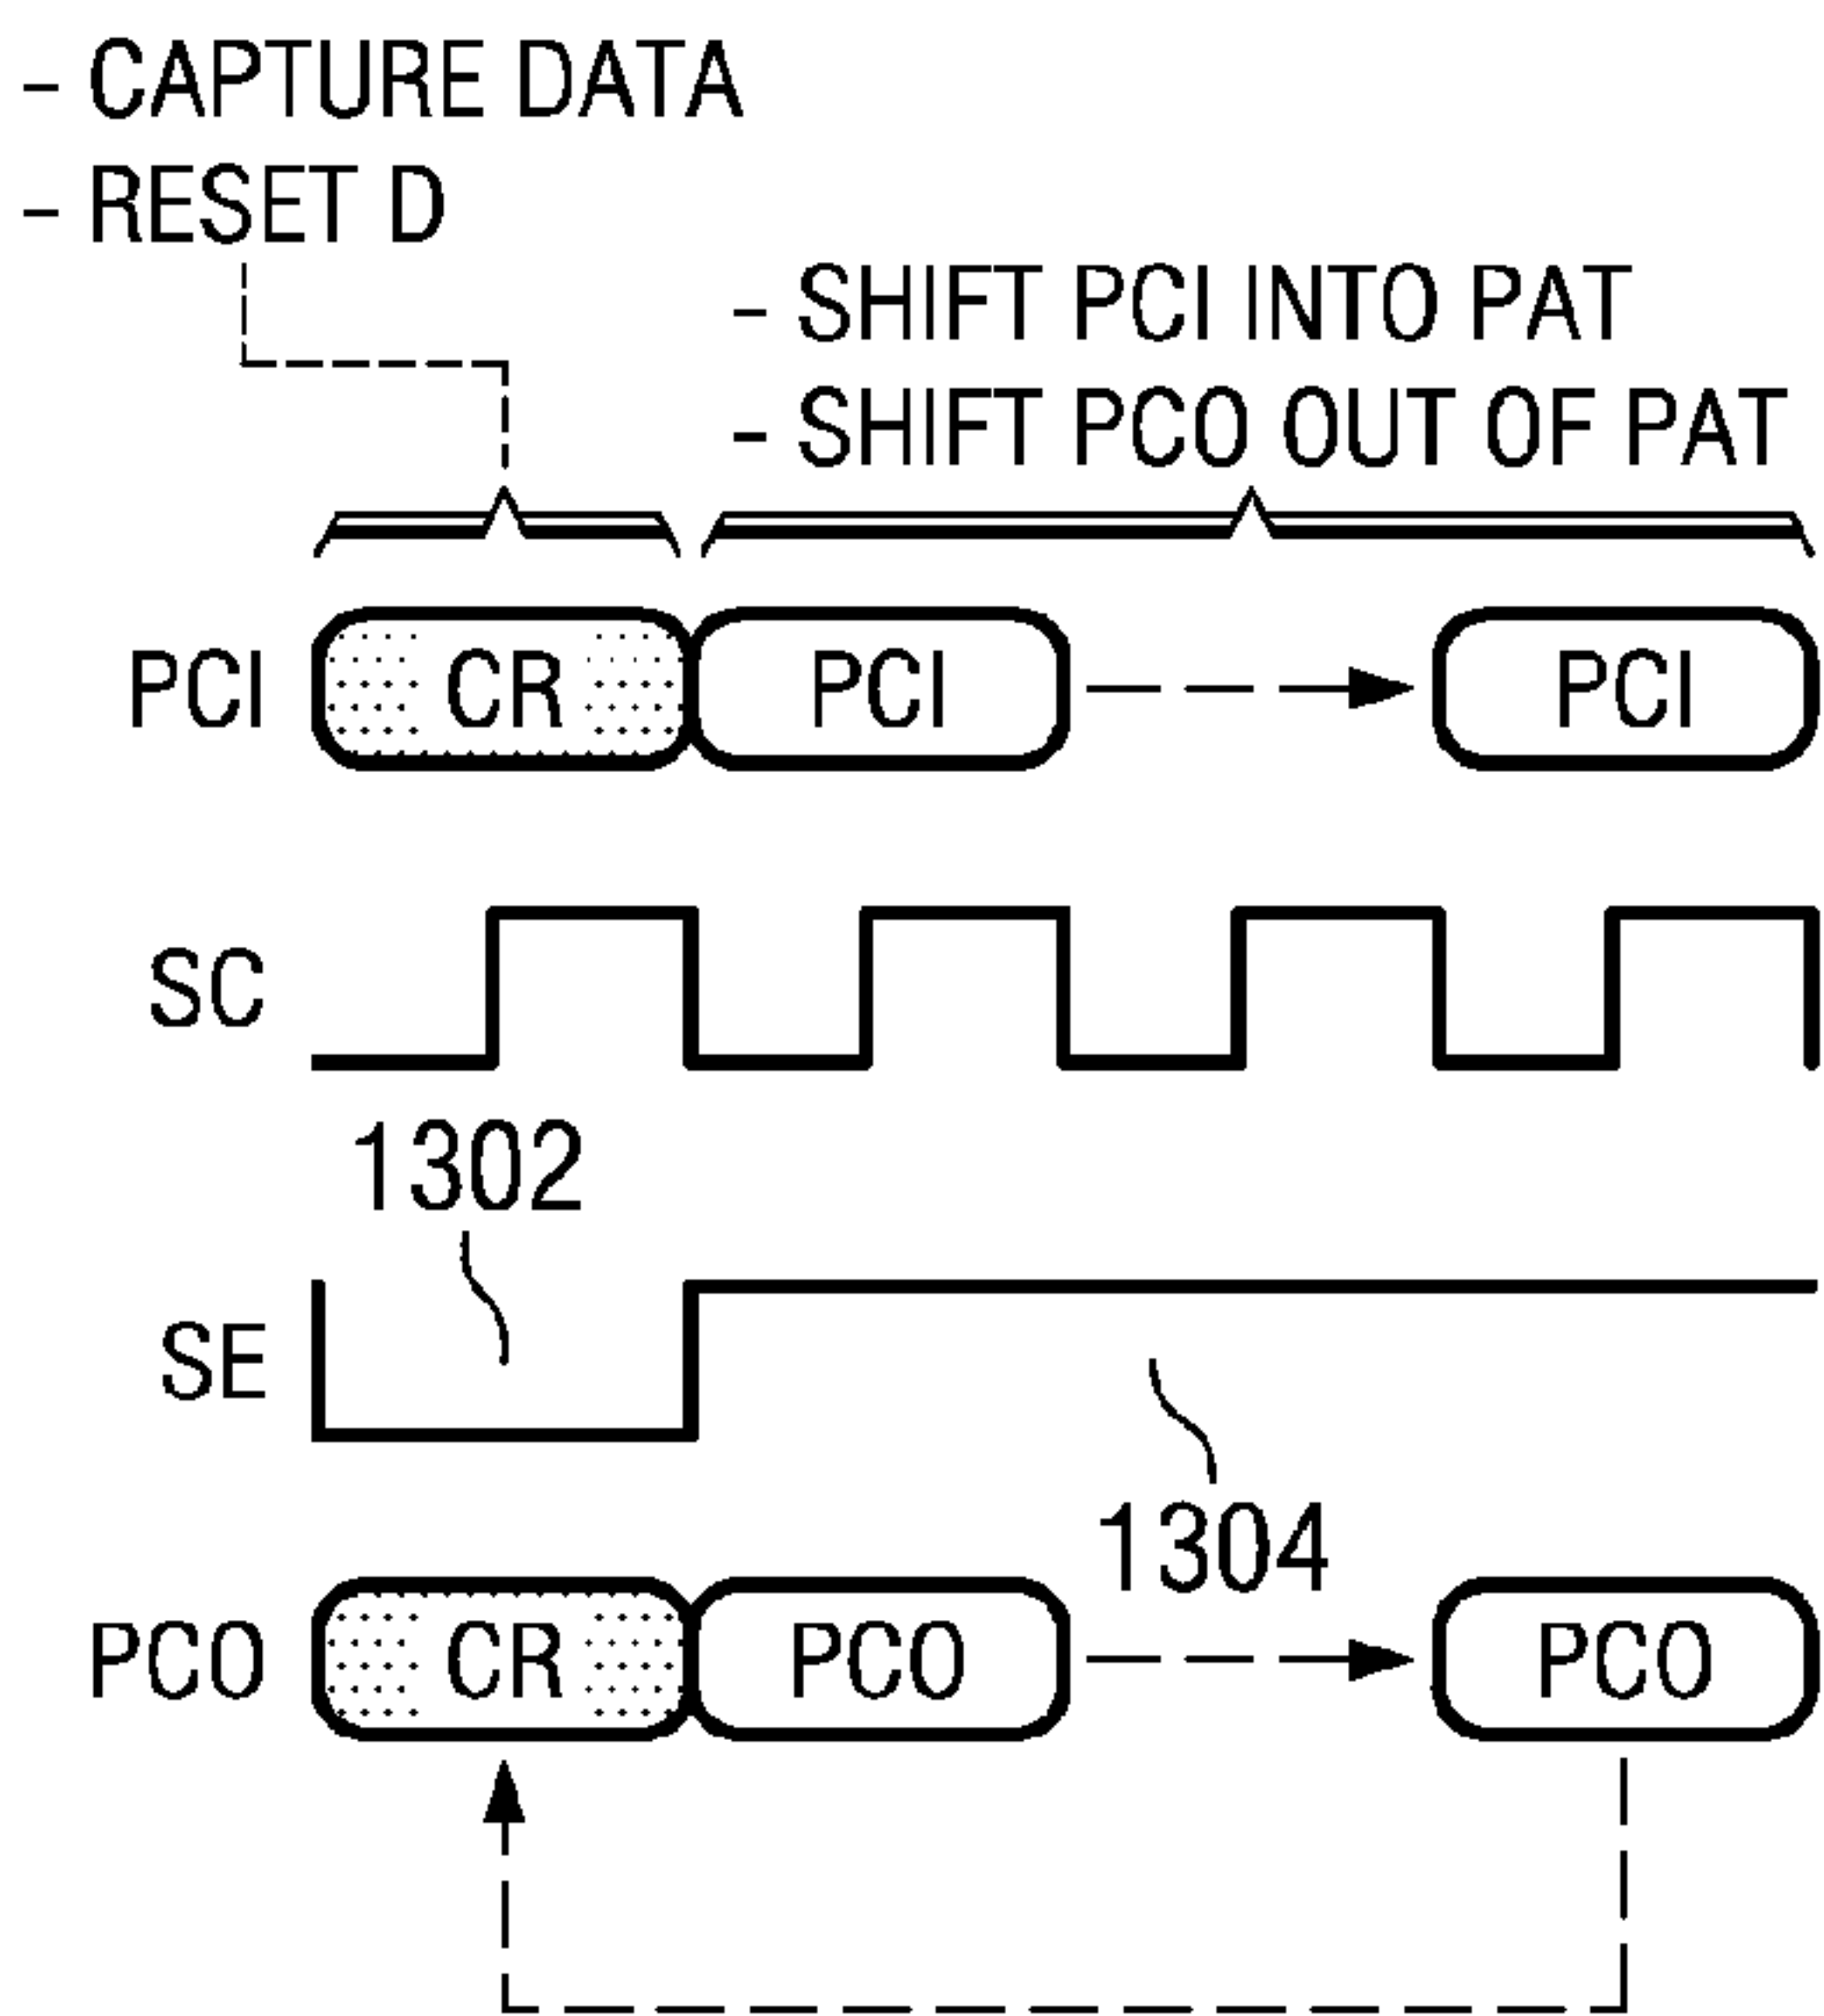 - CAPTURE DATA
- RESET D
- SHIFT PCI INTO PAT
- SHIFT PCO OUT OF PAT
PCI CR PCI PCI
SC
1302
SE
1304
PCO CR PCO PCO